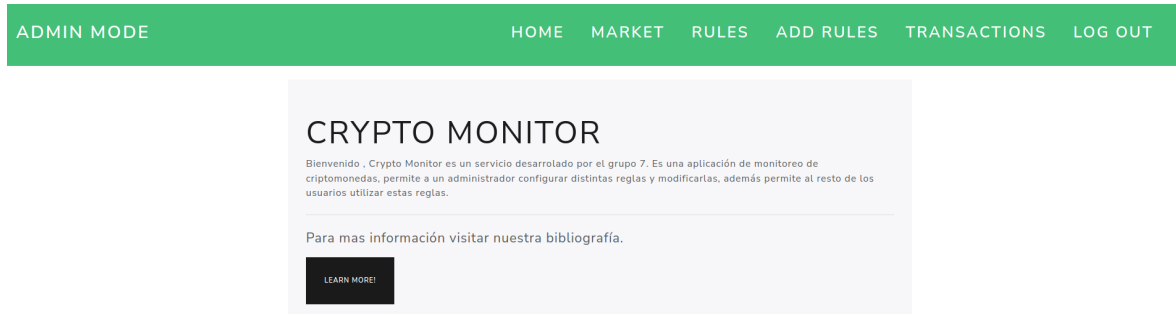 ADMIN MODE HOME MARKET RULES ADD RULES TRANSACTIONS LOG OUT
CRYPTO MONITOR
Bienvenido , Crypto Monitor es un servicio desarrolado por el grupo 7. Es una aplicación de monitoreo de
criptomonedas, permite a un administrador configurar distintas reglas y modificarlas, además permite al resto de los
usuarios utilizar estas reglas.
Para mas información visitar nuestra bibliografía.
LEARN MORE!